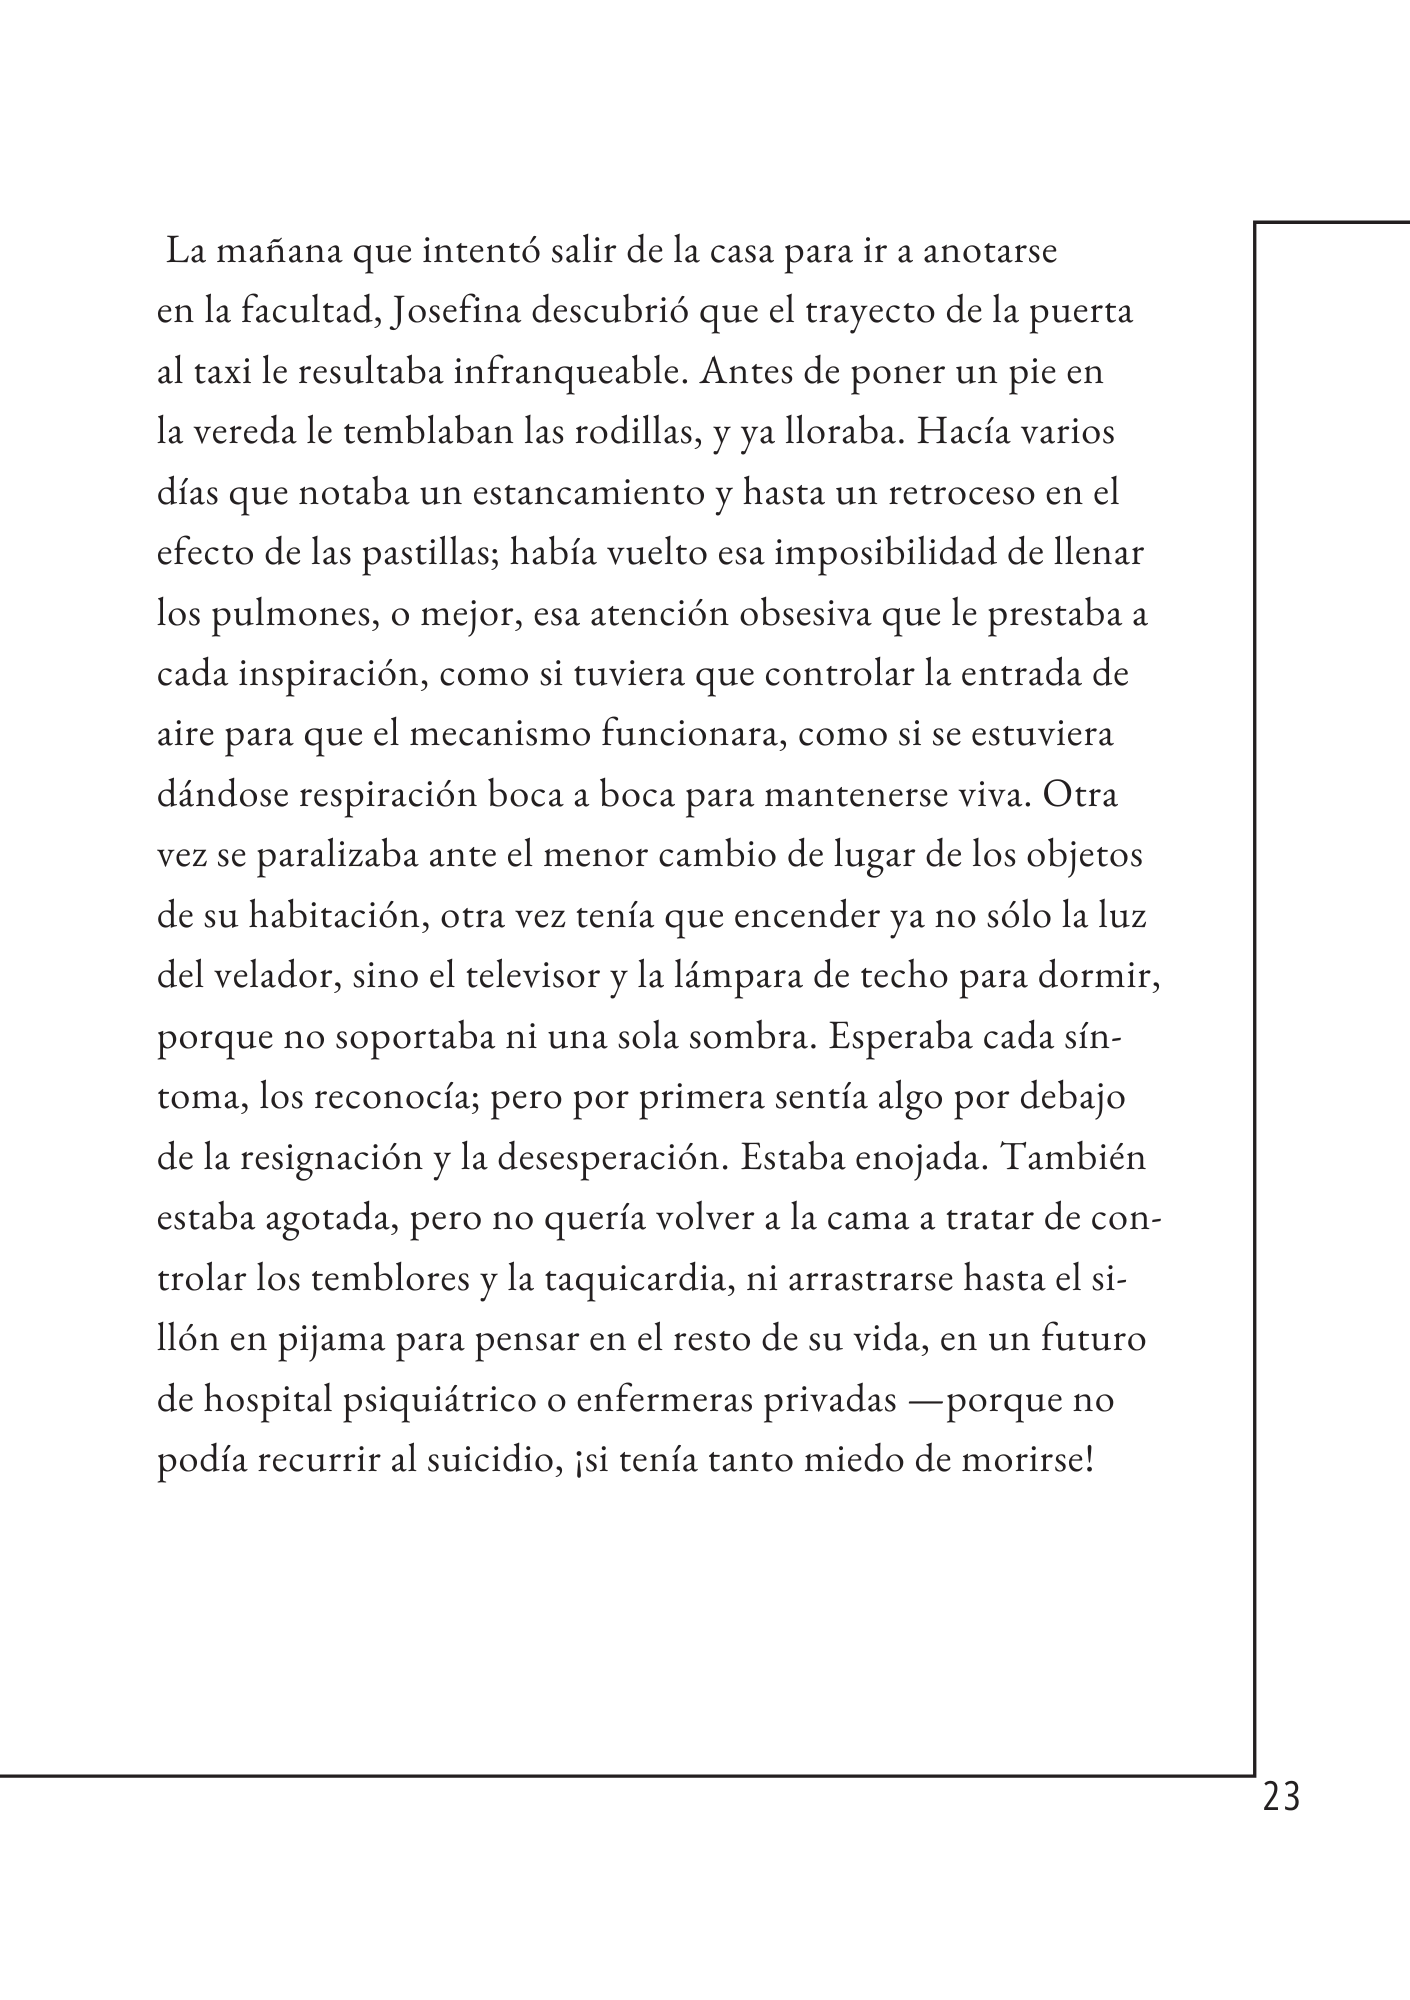 La mañana que intentó salir de la casa para ir a anotarse
en la facultad, Josefina descubrió que el trayecto de la puerta
al taxi le resultaba infranqueable. Antes de poner un pie en
la vereda le temblaban las rodillas, y ya lloraba. Hacía varios
días que notaba un estancamiento y hasta un retroceso en el
efecto de las pastillas; había vuelto esa imposibilidad de llenar
los pulmones, o mejor, esa atención obsesiva que le prestaba a
cada inspiración, como si tuviera que controlar la entrada de
aire para que el mecanismo funcionara, como si se estuviera
dándose respiración boca a boca para mantenerse viva. Otra
vez se paralizaba ante el menor cambio de lugar de los objetos
de su habitación, otra vez tenía que encender ya no sólo la luz
del velador, sino el televisor y la lámpara de techo para dormir,
porque no soportaba ni una sola sombra. Esperaba cada sín-
toma, los reconocía; pero por primera sentía algo por debajo
de la resignación y la desesperación. Estaba enojada. También
estaba agotada, pero no quería volver a la cama a tratar de con-
trolar los temblores y la taquicardia, ni arrastrarse hasta el si-
llón en pijama para pensar en el resto de su vida, en un futuro
de hospital psiquiátrico o enfermeras privadas —porque no
podía recurrir al suicidio, ¡si tenía tanto miedo de morirse!
23